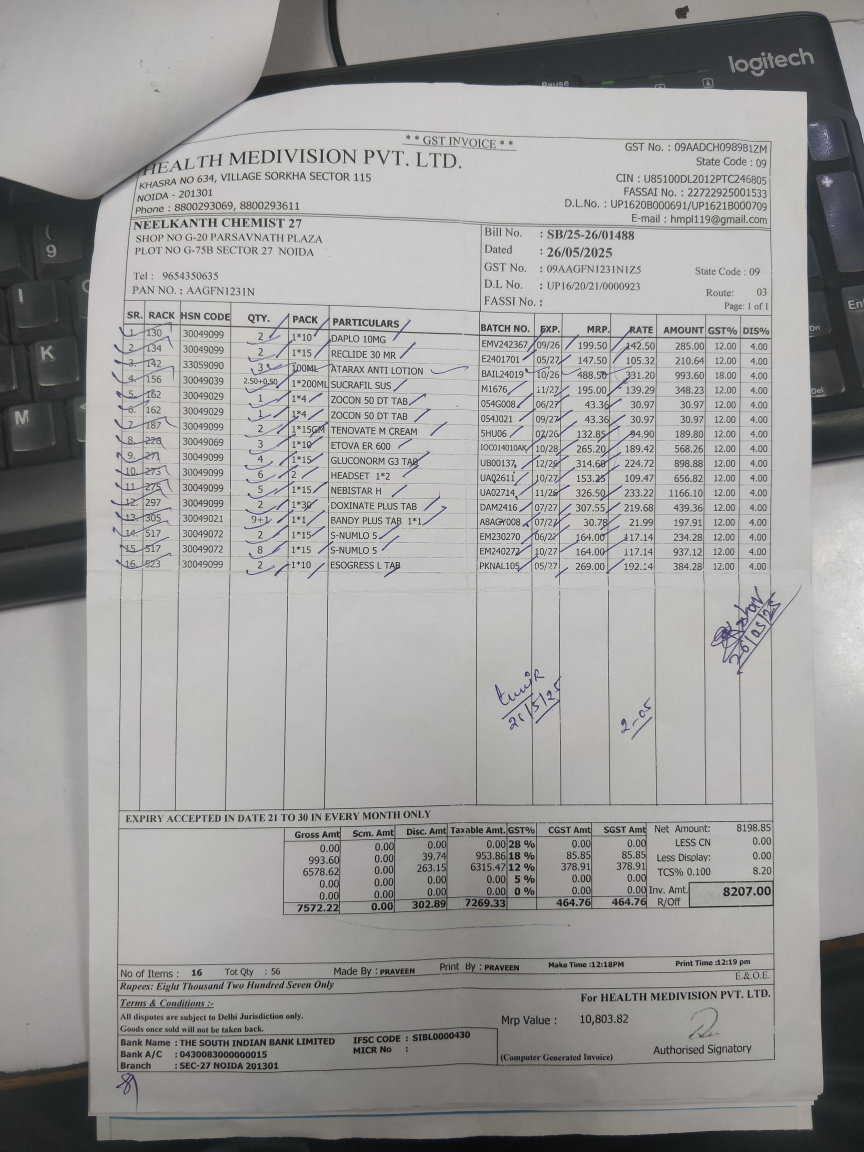 logitech
Pause
** GST INVOICE **
HEALTH MEDIVISION PVT. LTD.
KHASRA NO 634, VILLAGE SORKHA SECTOR 115
NOIDA - 201301
Phone : 8800293069, 8800293611
GST No. : 09AADCH0989B1ZM
State Code : 09
CIN : U85100DL2012PTC246805
FASSAI No. : 22722925001533
D.L.No. : UP1620B000691/UP1621B000709
E-mail : hmpl119@gmail.com
NEELKANTH CHEMIST 27
SHOP NO G-20 PARSAVNATH PLAZA
PLOT NO G-75B SECTOR 27 NOIDA
Tel : 9654350635
PAN NO. : AAGFN1231N
Bill No. : SB/25-26/01488
Dated : 26/05/2025
GST No. : 09AAGFN1231N1Z5 State Code : 09
D.L No. : UP16/20/21/0000923
Route: 03
FASSI No. :
Page: 1 of 1
SR. RACK HSN CODE QTY. PACK PARTICULARS BATCH NO. EXP. MRP. RATE AMOUNT GST% DIS%
1. 130 30049099 2 1*10 DAPLO 10MG EMV242367 09/26 199.50 142.50 285.00 12.00 4.00
2. 134 30049099 2 1*15 RECLIDE 30 MR E2401701 05/27 147.50 105.32 210.64 12.00 4.00
3. 142 33059090 3 100ML ATARAX ANTI LOTION BAIL24019 10/26 488.50 331.20 993.60 18.00 4.00
4. 156 30049039 2.50+0.50 1*200ML SUCRAFIL SUS M1676 11/27 195.00 139.29 348.23 12.00 4.00
5. 162 30049029 1 1*4 ZOCON 50 DT TAB 054G008 06/27 43.36 30.97 30.97 12.00 4.00
6. 162 30049029 1 1*4 ZOCON 50 DT TAB 054J021 09/27 43.36 30.97 30.97 12.00 4.00
7. 187 30049099 2 1*15GM TENOVATE M CREAM 5HU06 07/26 132.85 94.90 189.80 12.00 4.00
8. 226 30049069 3 1*10 ETOVA ER 600 IOC014010AK 10/28 265.20 189.42 568.26 12.00 4.00
9. 271 30049099 4 1*15 GLUCONORM G3 TAB UB00137 12/26 314.60 224.72 898.88 12.00 4.00
10. 273 30049099 6 2 HEADSET 1*2 UAQ2611 10/27 153.25 109.47 656.82 12.00 4.00
11. 275 30049099 5 1*15 NEBISTAR H UA02714 11/26 326.50 233.22 1166.10 12.00 4.00
12. 297 30049099 2 1*30 DOXINATE PLUS TAB DAM2416 07/27 307.55 219.68 439.36 12.00 4.00
13. 305 30049021 9+1 1*1 BANDY PLUS TAB 1*1 A8AGY008 07/27 30.78 21.99 197.91 12.00 4.00
14. 517 30049072 2 1*15 S-NUMLO 5 EM230270 06/27 164.00 117.14 234.28 12.00 4.00
15. 517 30049072 8 1*15 S-NUMLO 5 EM240272 10/27 164.00 117.14 937.12 12.00 4.00
16. 523 30049099 2 1*10 ESOGRESS L TAB PKNAL105 05/27 269.00 192.14 384.28 12.00 4.00
26/05/25
26/5/25
2-05
EXPIRY ACCEPTED IN DATE 21 TO 30 IN EVERY MONTH ONLY
Gross Amt Scm. Amt Disc. Amt Taxable Amt. GST% CGST Amt SGST Amt
0.00 0.00 0.00 0.00 28 % 0.00 0.00
993.60 0.00 39.74 953.86 18 % 85.85 85.85
6578.62 0.00 263.15 6315.47 12 % 378.91 378.91
0.00 0.00 0.00 0.00 5 % 0.00 0.00
0.00 0.00 0.00 0.00 0 % 0.00 0.00
7572.22 0.00 302.89 7269.33 464.76 464.76
Net Amount: 8198.85
LESS CN 0.00
Less Display: 0.00
TCS% 0.100 8.20
Inv. Amt. R/Off 8207.00
No of Items : 16 Tot Qty : 56 Made By : PRAVEEN Print By : PRAVEEN Make Time :12:18PM Print Time :12:19 pm
Rupees: Eight Thousand Two Hundred Seven Only
E.& O.E.
Terms & Conditions :-
All disputes are subject to Delhi Jurisdiction only.
Goods once sold will not be taken back.
Bank Name : THE SOUTH INDIAN BANK LIMITED IFSC CODE : SIBL0000430
Bank A/C : 0430083000000015 MICR No :
Branch : SEC-27 NOIDA 201301
For HEALTH MEDIVISION PVT. LTD.
Mrp Value : 10,803.82
(Computer Generated Invoice)
Authorised Signatory